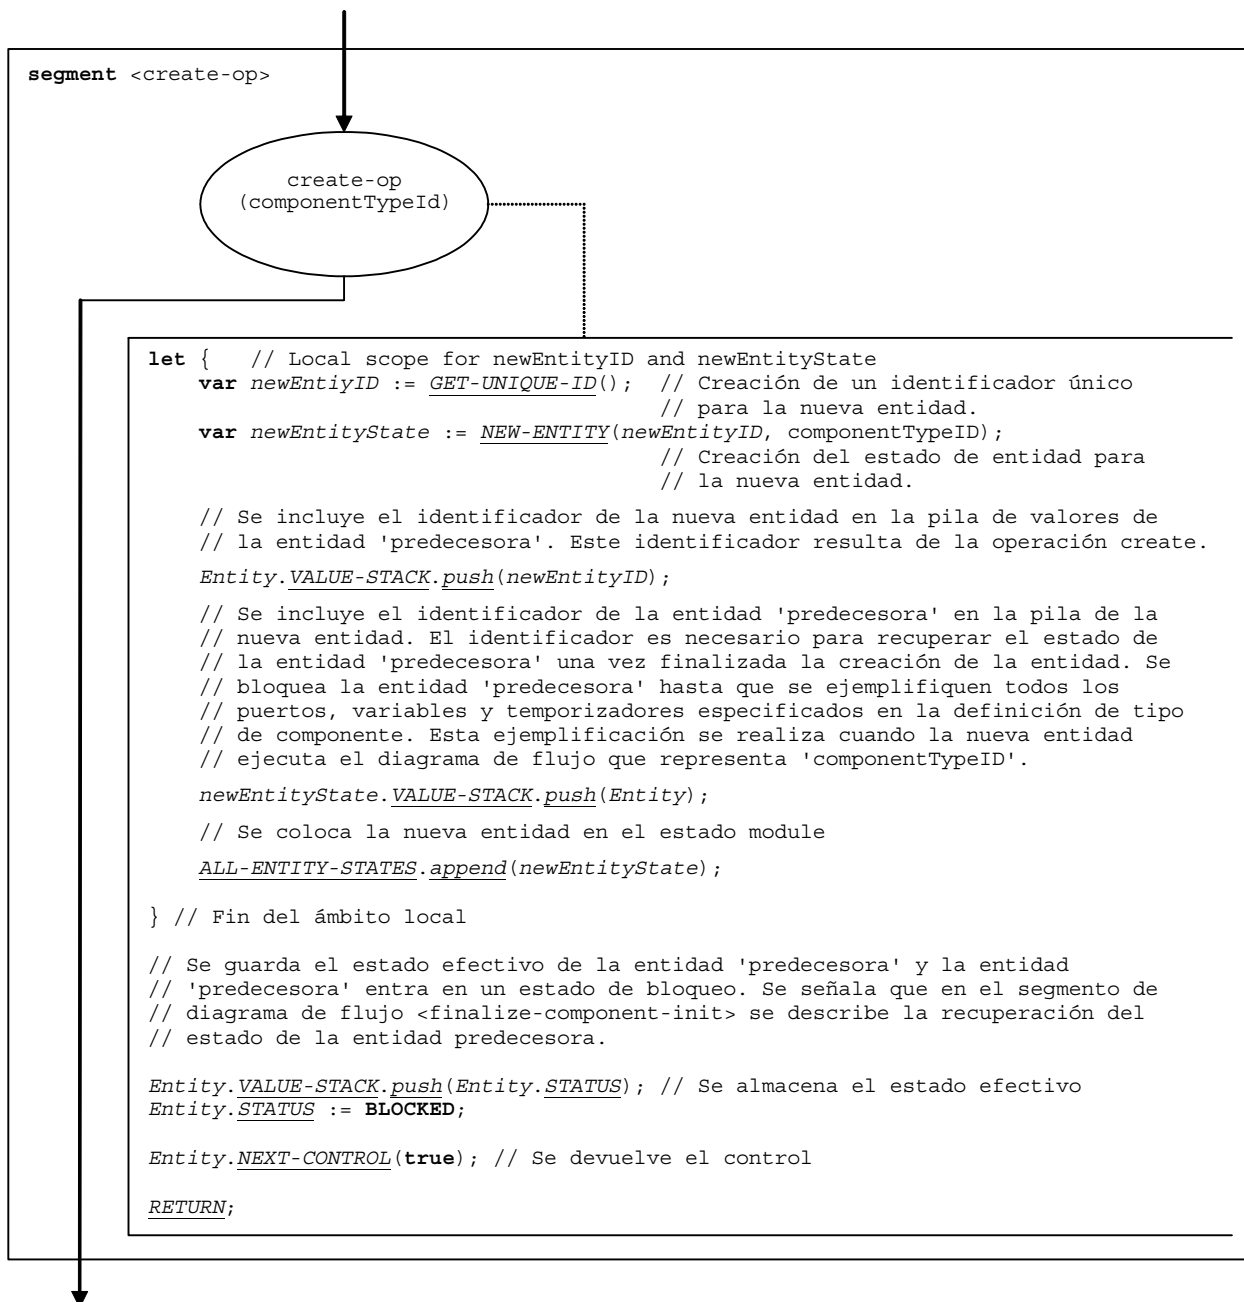 segment <create-op>
create-op
(componentTypeId)
let {   // Local scope for newEntityID and newEntityState
var newEntiyID := GET-UNIQUE-ID();  // Creación de un identificador único
// para la nueva entidad.
var newEntityState := NEW-ENTITY(newEntityID, componentTypeID);
// Creación del estado de entidad para
// la nueva entidad.
// Se incluye el identificador de la nueva entidad en la pila de valores de
// la entidad 'predecesora'. Este identificador resulta de la operación create.
Entity.VALUE-STACK.push(newEntityID);
// Se incluye el identificador de la entidad 'predecesora' en la pila de la
// nueva entidad. El identificador es necesario para recuperar el estado de
// la entidad 'predecesora' una vez finalizada la creación de la entidad. Se
// bloquea la entidad 'predecesora' hasta que se ejemplifiquen todos los
// puertos, variables y temporizadores especificados en la definición de tipo
// de componente. Esta ejemplificación se realiza cuando la nueva entidad
// ejecuta el diagrama de flujo que representa 'componentTypeID'.
newEntityState.VALUE-STACK.push(Entity);
// Se coloca la nueva entidad en el estado module
ALL-ENTITY-STATES.append(newEntityState);
} // Fin del ámbito local
// Se guarda el estado efectivo de la entidad 'predecesora' y la entidad
// 'predecesora' entra en un estado de bloqueo. Se señala que en el segmento de
// diagrama de flujo <finalize-component-init> se describe la recuperación del
// estado de la entidad predecesora.
Entity.VALUE-STACK.push(Entity.STATUS); // Se almacena el estado efectivo
Entity.STATUS := BLOCKED;
Entity.NEXT-CONTROL(true); // Se devuelve el control
RETURN;